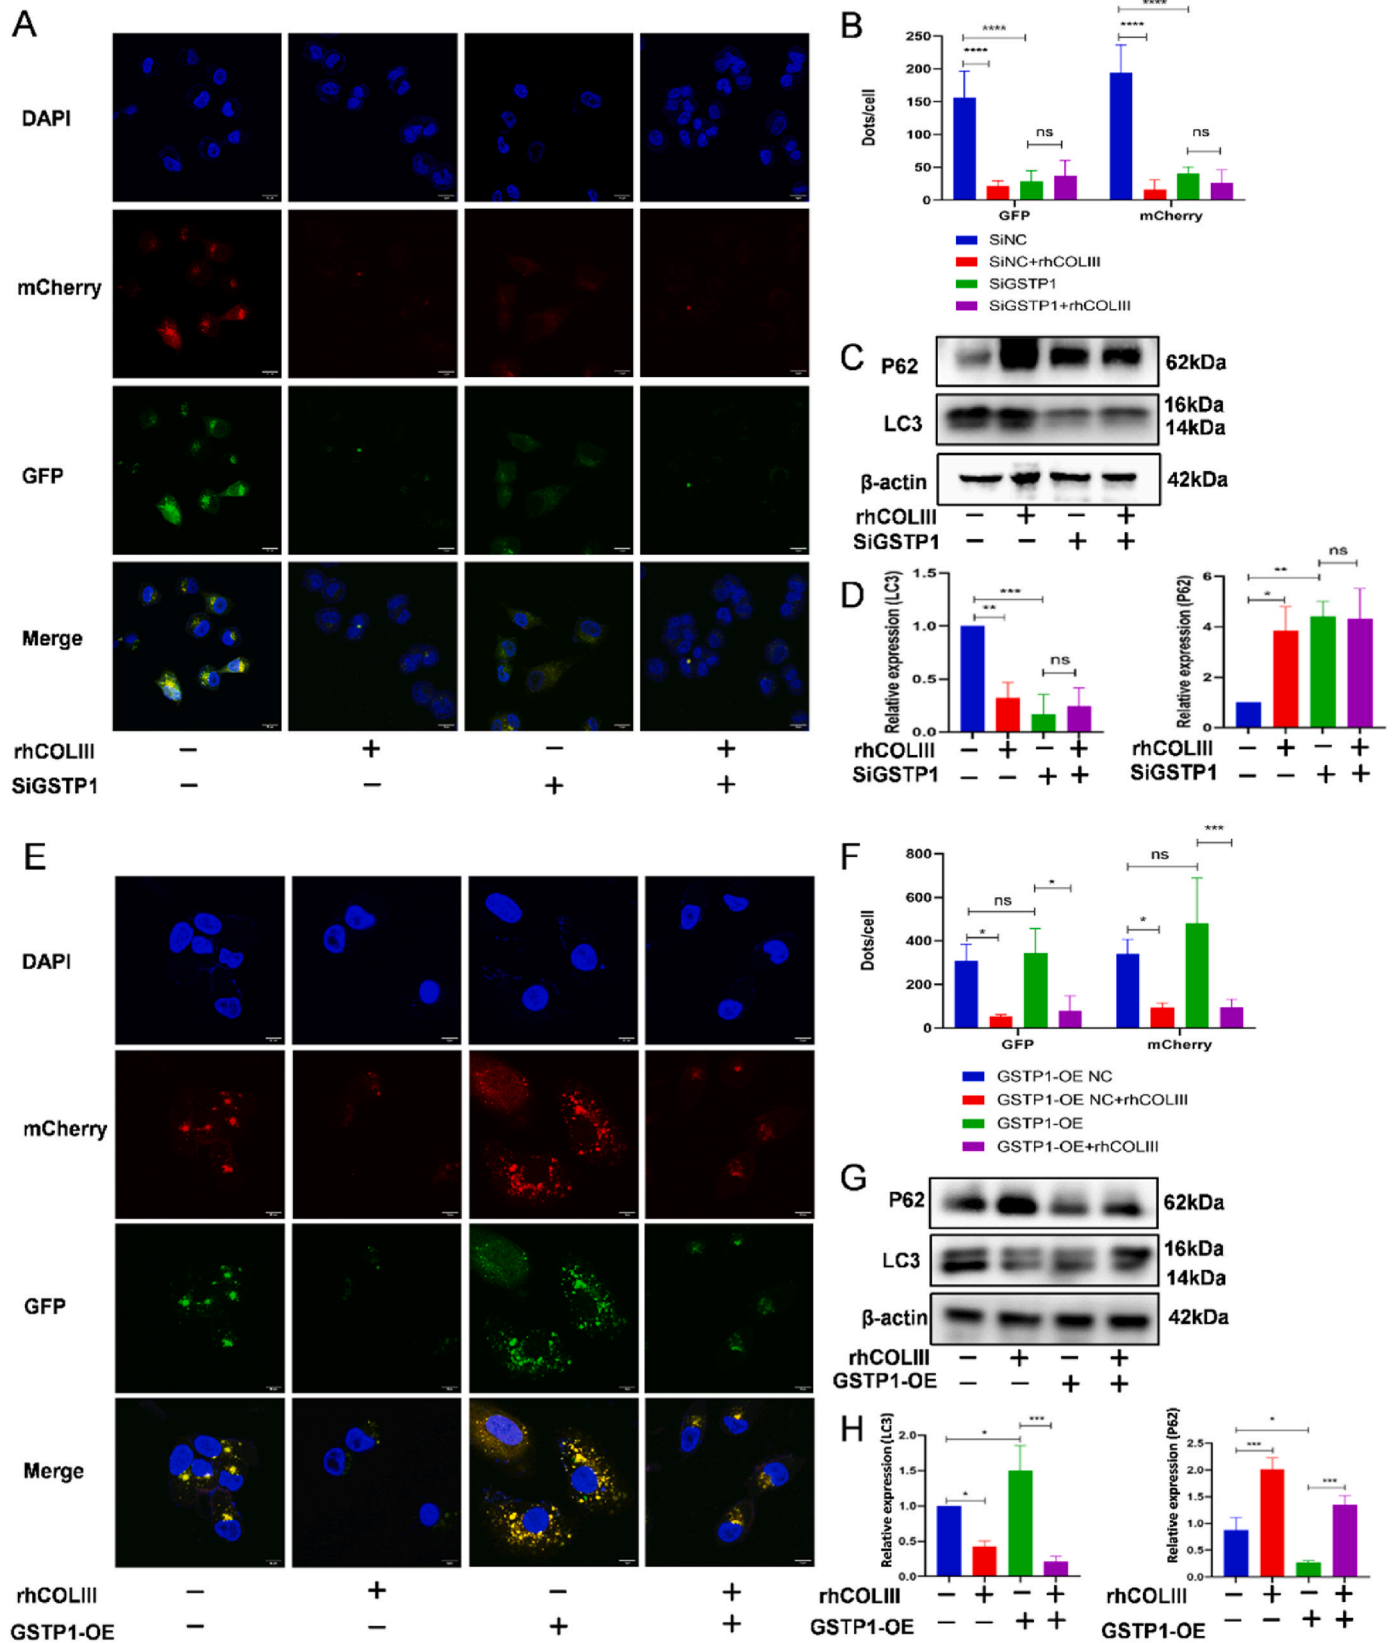 A
DAPI
mCherry
GFP
Merge
rhCOLIII − + − +
SiGSTP1 − − + +
B
**** ****
**** ****
ns ns
Dots/cell
250
200
150
100
50
0
GFP mCherry
SiNC
SiNC+rhCOLIII
SiGSTP1
SiGSTP1+rhCOLIII
C
P62 62kDa
LC3 16kDa
14kDa
β-actin 42kDa
rhCOLIII − + − +
SiGSTP1 − − + +
D
Relative expression (LC3)
1.5
1.0
0.5
0.0
***
**
ns
rhCOLIII − + − +
SiGSTP1 − − + +
Relative expression (P62)
6
4
2
0
ns
**
*
rhCOLIII − + − +
SiGSTP1 − − + +
E
DAPI
mCherry
GFP
Merge
rhCOLIII − + − +
GSTP1-OE − − + +
F
Dots/cell
800
600
400
200
0
ns * *
ns * ***
GFP mCherry
GSTP1-OE NC
GSTP1-OE NC+rhCOLIII
GSTP1-OE
GSTP1-OE+rhCOLIII
G
P62 62kDa
LC3 16kDa
14kDa
β-actin 42kDa
rhCOLIII − + − +
GSTP1-OE − − + +
H
Relative expression (LC3)
2.0
1.5
1.0
0.5
0.0
***
*
*
rhCOLIII − + − +
GSTP1-OE − − + +
Relative expression (P62)
2.5
2.0
1.5
1.0
0.5
0.0
*
***
***
rhCOLIII − + − +
GSTP1-OE − − + +